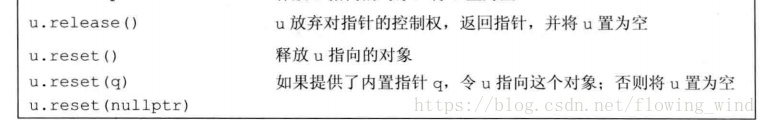 u.release() u 放弃对指针的控制权，返回指针，并将 u 置为空
u.reset() 释放 u 指向的对象
u.reset(q) 如果提供了内置指针 q，令 u 指向这个对象；否则将 u 置为空
u.reset(nullptr)
https://blog.csdn.net/flowing_wind